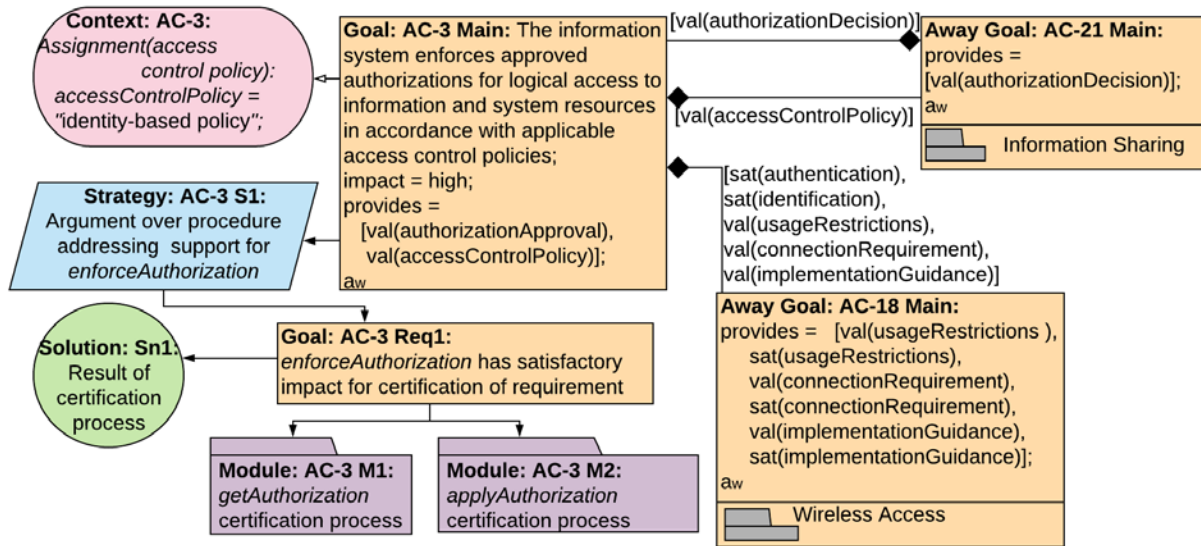 Context: AC-3:
Assignment(access
control policy):
accessControlPolicy =
"identity-based policy";
Goal: AC-3 Main: The information
system enforces approved
authorizations for logical access to
information and system resources
in accordance with applicable
access control policies;
impact = high;
provides =
[val(authorizationApproval),
val(accessControlPolicy)];
aw
[val(authorizationDecision)]
[val(accessControlPolicy)]
Away Goal: AC-21 Main:
provides =
[val(authorizationDecision)];
aw
Information Sharing
[sat(authentication),
sat(identification),
val(usageRestrictions),
val(connectionRequirement),
val(implementationGuidance)]
Strategy: AC-3 S1:
Argument over procedure
addressing support for
enforceAuthorization
Away Goal: AC-18 Main:
provides = [val(usageRestrictions ),
sat(usageRestrictions),
val(connectionRequirement),
sat(connectionRequirement),
val(implementationGuidance),
sat(implementationGuidance)];
aw
Wireless Access
Goal: AC-3 Req1:
enforceAuthorization has satisfactory
impact for certification of requirement
Solution: Sn1:
Result of
certification
process
Module: AC-3 M1:
getAuthorization
certification process
Module: AC-3 M2:
applyAuthorization
certification process